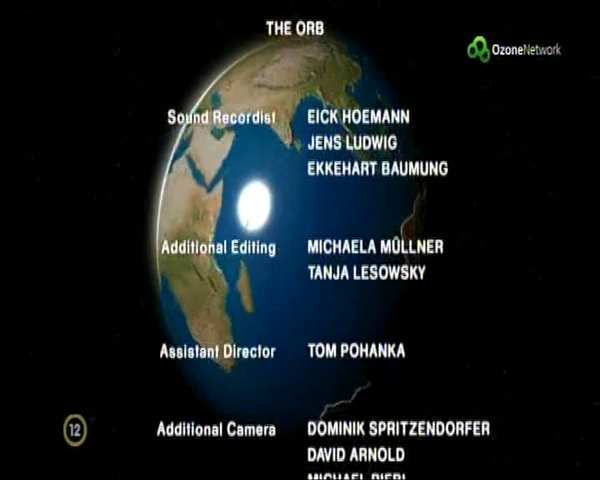 THE ORB
OzoneNetwork
Sound Recordist EICK HOEMANN
JENS LUDWIG
EKKEHART BAUMUNG
Additional Editing MICHAELA MÜLLNER
TANJA LESOWSKY
Assistant Director TOM POHANKA
12
Additional Camera DOMINIK SPRITZENDORFER
DAVID ARNOLD
MICHAEL